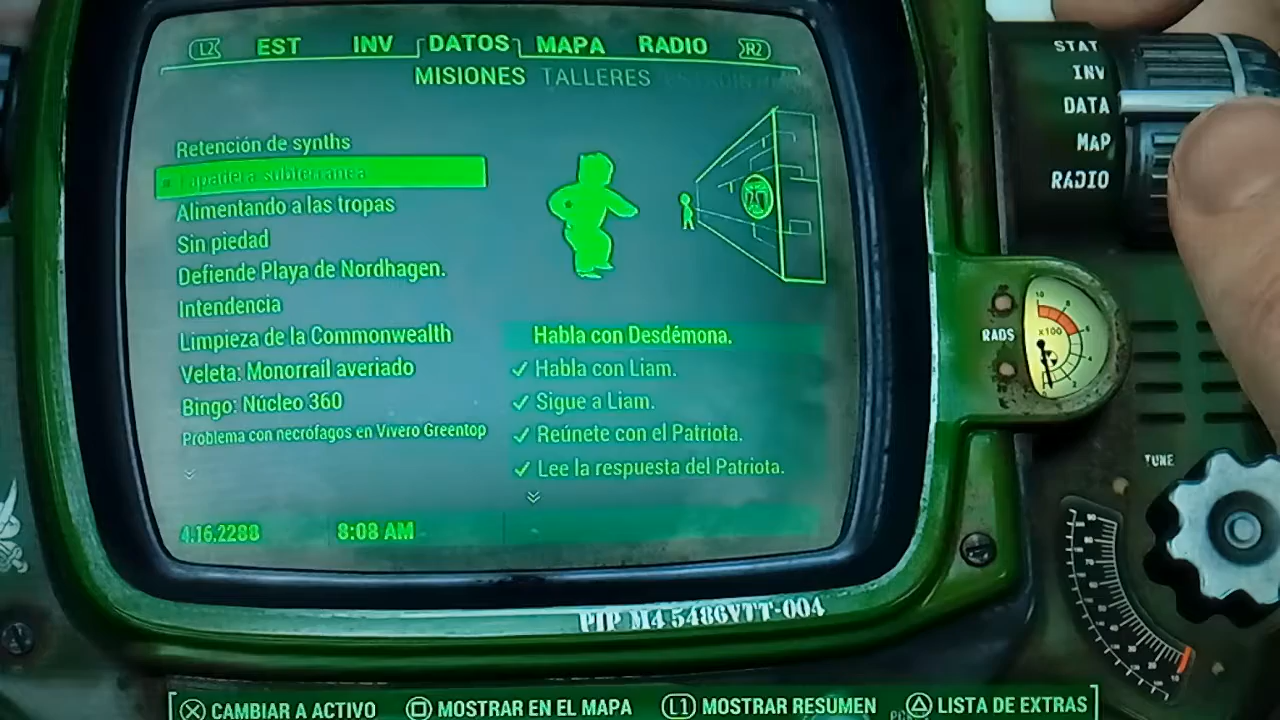 L2 EST INV DATOS MAPA RADIO R2
MISIONES TALLERES
Retención de synths
Alimentando a las tropas
Sin piedad
Defiende Playa de Nordhagen.
Intendencia
Limpieza de la Commonwealth
Veleta: Monorraíl averiado
Bingo: Núcleo 360
Problema con necrófagos en Vivero Greentop
Habla con Desdémona.
Habla con Liam.
Sigue a Liam.
Reúnete con el Patriota.
Lee la respuesta del Patriota.
4.16.2288 8:08 AM
PIP M4 5486VTT-004
STAT
INV
DATA
MAP
RADIO
RADS
x100
TUNE
CAMBIAR A ACTIVO MOSTRAR EN EL MAPA L1 MOSTRAR RESUMEN LISTA DE EXTRAS